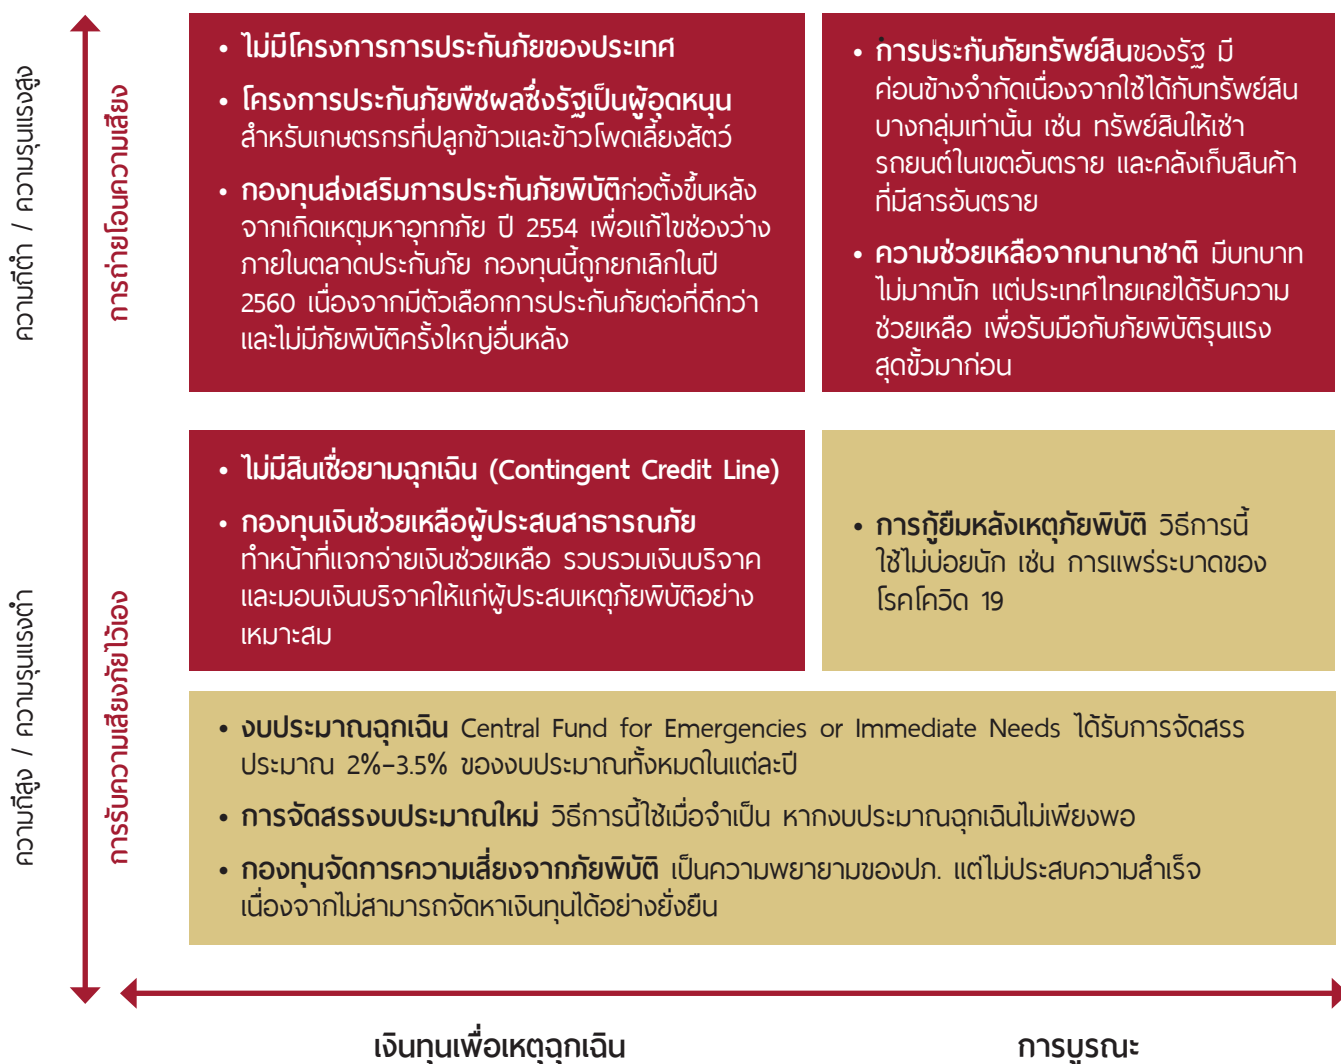 ความถี่ต่ำ / ความรุนแรงสูง
การถ่ายโอนความเสี่ยง
• ไม่มีโครงการการประกันภัยของประเทศ
• โครงการประกันภัยพืชผลซึ่งรัฐเป็นผู้อุดหนุน
สำหรับเกษตรกรที่ปลูกข้าวและข้าวโพดเลี้ยงสัตว์
• กองทุนส่งเสริมการประกันภัยพิบัติก่อตั้งขึ้นหลัง
จากเกิดเหตุมหาอุทกภัย ปี 2554 เพื่อแก้ไขช่องว่าง
ภายในตลาดประกันภัย กองทุนนี้ถูกยกเลิกในปี
2560 เนื่องจากมีตัวเลือกการประกันภัยต่อที่ดีกว่า
และไม่มีภัยพิบัติครั้งใหญ่อื่นหลัง
• การประกันภัยทรัพย์สินของรัฐ มี
ค่อนข้างจำกัดเนื่องจากใช้ได้กับทรัพย์สิน
บางกลุ่มเท่านั้น เช่น ทรัพย์สินให้เช่า
รถยนต์ในเขตอันตราย และคลังเก็บสินค้า
ที่มีสารอันตราย
• ความช่วยเหลือจากนานาชาติ มีบทบาท
ไม่มากนัก แต่ประเทศไทยเคยได้รับความ
ช่วยเหลือ เพื่อรับมือกับภัยพิบัติรุนแรง
สุดขั้วมาก่อน
ความถี่สูง / ความรุนแรงต่ำ
การรับความเสี่ยงภัยไว้เอง
• ไม่มีสินเชื่อยามฉุกเฉิน (Contingent Credit Line)
• กองทุนเงินช่วยเหลือผู้ประสบสาธารณภัย
ทำหน้าที่แจกจ่ายเงินช่วยเหลือ รวบรวมเงินบริจาค
และมอบเงินบริจาคให้แก่ผู้ประสบเหตุภัยพิบัติอย่าง
เหมาะสม
• การกู้ยืมหลังเหตุภัยพิบัติ วิธีการนี้
ใช้ไม่บ่อยนัก เช่น การแพร่ระบาดของ
โรคโควิด 19
• งบประมาณฉุกเฉิน Central Fund for Emergencies or Immediate Needs ได้รับการจัดสรร
ประมาณ 2%–3.5% ของงบประมาณทั้งหมดในแต่ละปี
• การจัดสรรงบประมาณใหม่ วิธีการนี้ใช้เมื่อจำเป็น หากงบประมาณฉุกเฉินไม่เพียงพอ
• กองทุนจัดการความเสี่ยงจากภัยพิบัติ เป็นความพยายามของปภ. แต่ไม่ประสบความสำเร็จ
เนื่องจากไม่สามารถจัดหาเงินทุนได้อย่างยั่งยืน
เงินทุนเพื่อเหตุฉุกเฉิน
การบูรณะ